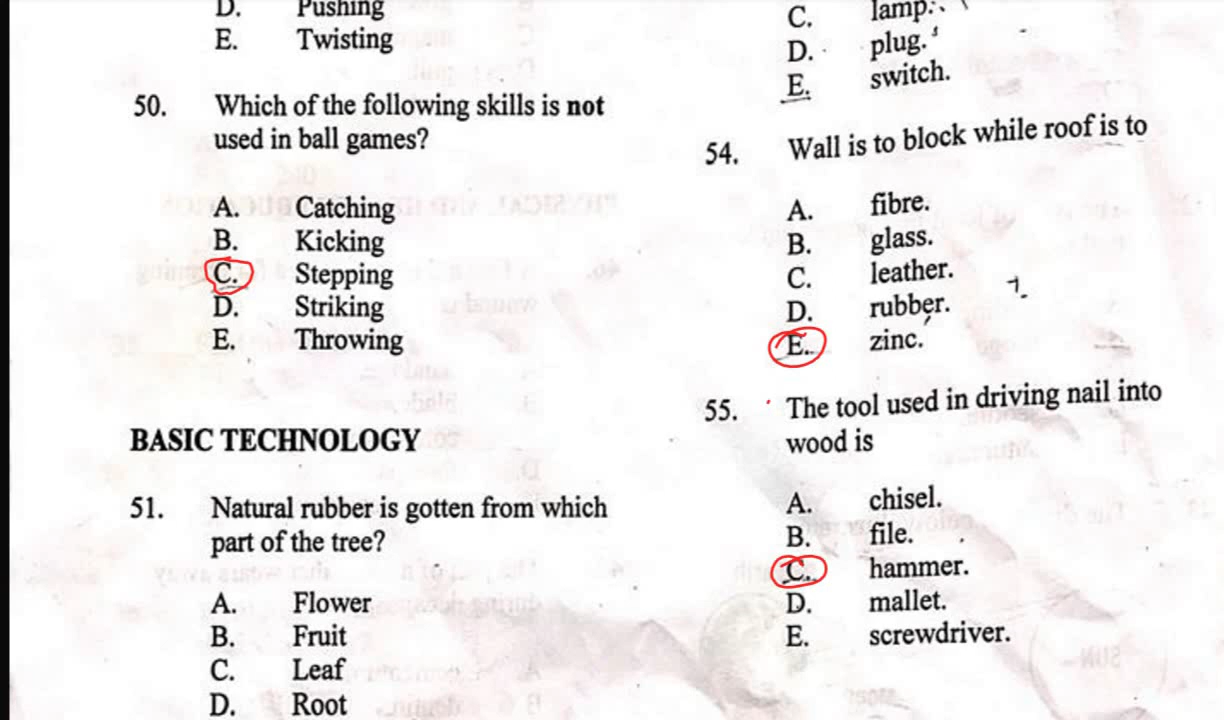 D. Pushing
E. Twisting
50. Which of the following skills is not
used in ball games?
A. Catching
B. Kicking
C. Stepping
D. Striking
E. Throwing
BASIC TECHNOLOGY
51. Natural rubber is gotten from which
part of the tree?
A. Flower
B. Fruit
C. Leaf
D. Root
C. lamp.
D. plug.
E. switch.
54. Wall is to block while roof is to
A. fibre.
B. glass.
C. leather.
D. rubber.
E. zinc.
55. The tool used in driving nail into
wood is
A. chisel.
B. file.
C. hammer.
D. mallet.
E. screwdriver.